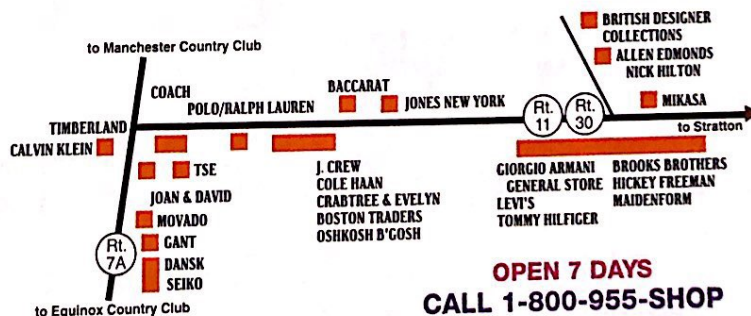 BRITISH DESIGNER
COLLECTIONS
ALLEN EDMONDS
NICK HILTON
to Manchester Country Club
COACH
BACCARAT
POLO/RALPH LAUREN
JONES NEW YORK
Rt.
11
Rt.
30
MIKASA
to Stratton
TIMBERLAND
CALVIN KLEIN
TSE
JOAN & DAVID
MOVADO
GANT
DANSK
SEIKO
Rt.
7A
to Equinox Country Club
J. CREW
COLE HAAN
CRABTREE & EVELYN
BOSTON TRADERS
OSHKOSH B'GOSH
GIORGIO ARMANI
GENERAL STORE
LEVI'S
TOMMY HILFIGER
BROOKS BROTHERS
HICKEY FREEMAN
MAIDENFORM
OPEN 7 DAYS
CALL 1-800-955-SHOP